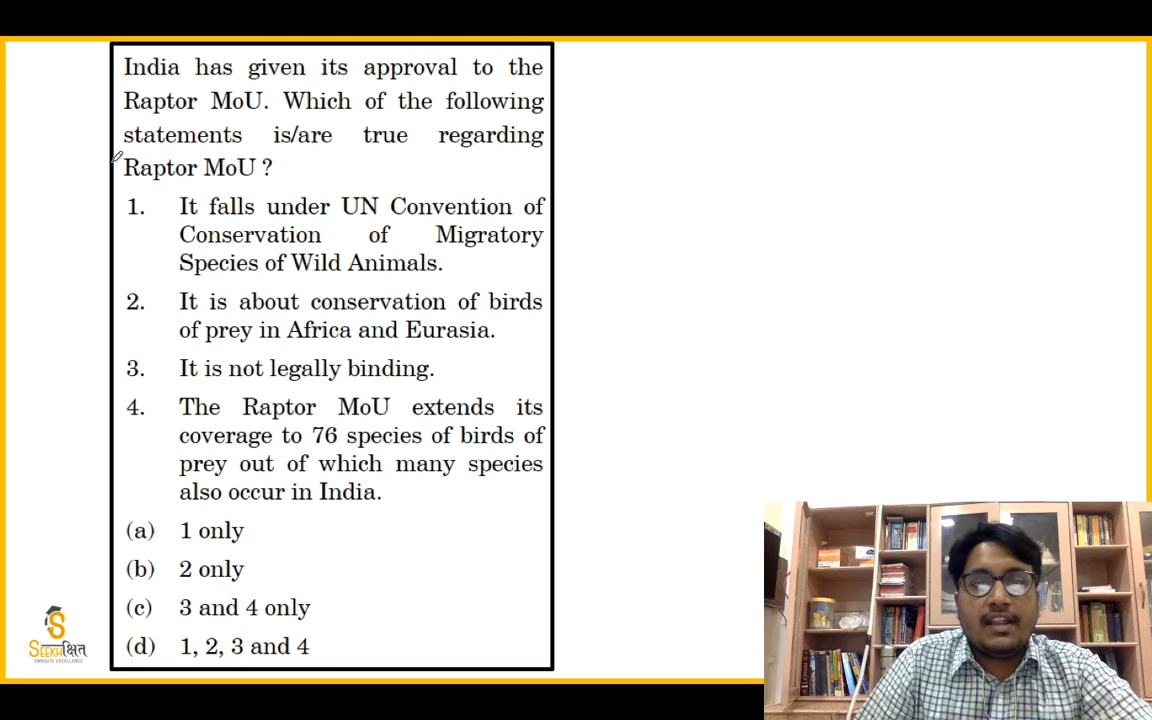 India has given its approval to the
Raptor MoU. Which of the following
statements is/are true regarding
Raptor MoU ?
1. It falls under UN Convention of
Conservation of Migratory
Species of Wild Animals.
2. It is about conservation of birds
of prey in Africa and Eurasia.
3. It is not legally binding.
4. The Raptor MoU extends its
coverage to 76 species of birds of
prey out of which many species
also occur in India.
(a) 1 only
(b) 2 only
(c) 3 and 4 only
(d) 1, 2, 3 and 4
SEEKHक्षित
ENROUTE EXCELLENCE